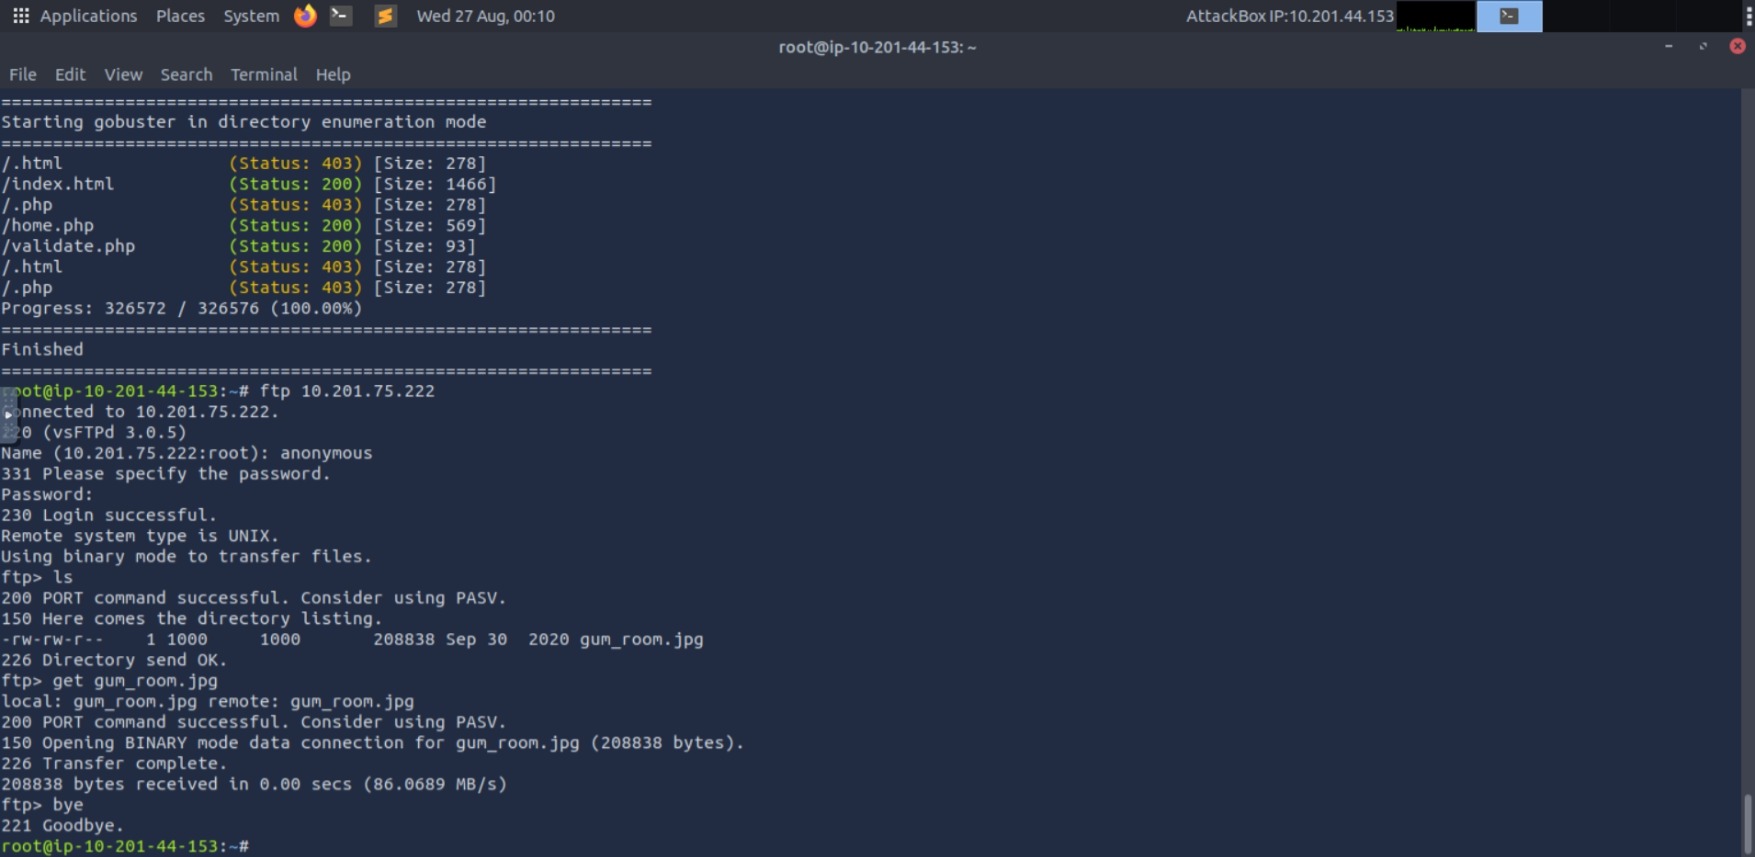 Applications Places System Wed 27 Aug, 00:10 AttackBox IP:10.201.44.153
root@ip-10-201-44-153: ~
File Edit View Search Terminal Help
===============================================================
Starting gobuster in directory enumeration mode
===============================================================
/.html (Status: 403) [Size: 278]
/index.html (Status: 200) [Size: 1466]
/.php (Status: 403) [Size: 278]
/home.php (Status: 200) [Size: 569]
/validate.php (Status: 200) [Size: 93]
/.html (Status: 403) [Size: 278]
/.php (Status: 403) [Size: 278]
Progress: 326572 / 326576 (100.00%)
===============================================================
Finished
===============================================================
root@ip-10-201-44-153:~# ftp 10.201.75.222
Connected to 10.201.75.222.
220 (vsFTPd 3.0.5)
Name (10.201.75.222:root): anonymous
331 Please specify the password.
Password:
230 Login successful.
Remote system type is UNIX.
Using binary mode to transfer files.
ftp> ls
200 PORT command successful. Consider using PASV.
150 Here comes the directory listing.
-rw-rw-r-- 1 1000 1000 208838 Sep 30 2020 gum_room.jpg
226 Directory send OK.
ftp> get gum_room.jpg
local: gum_room.jpg remote: gum_room.jpg
200 PORT command successful. Consider using PASV.
150 Opening BINARY mode data connection for gum_room.jpg (208838 bytes).
226 Transfer complete.
208838 bytes received in 0.00 secs (86.0689 MB/s)
ftp> bye
221 Goodbye.
root@ip-10-201-44-153:~#